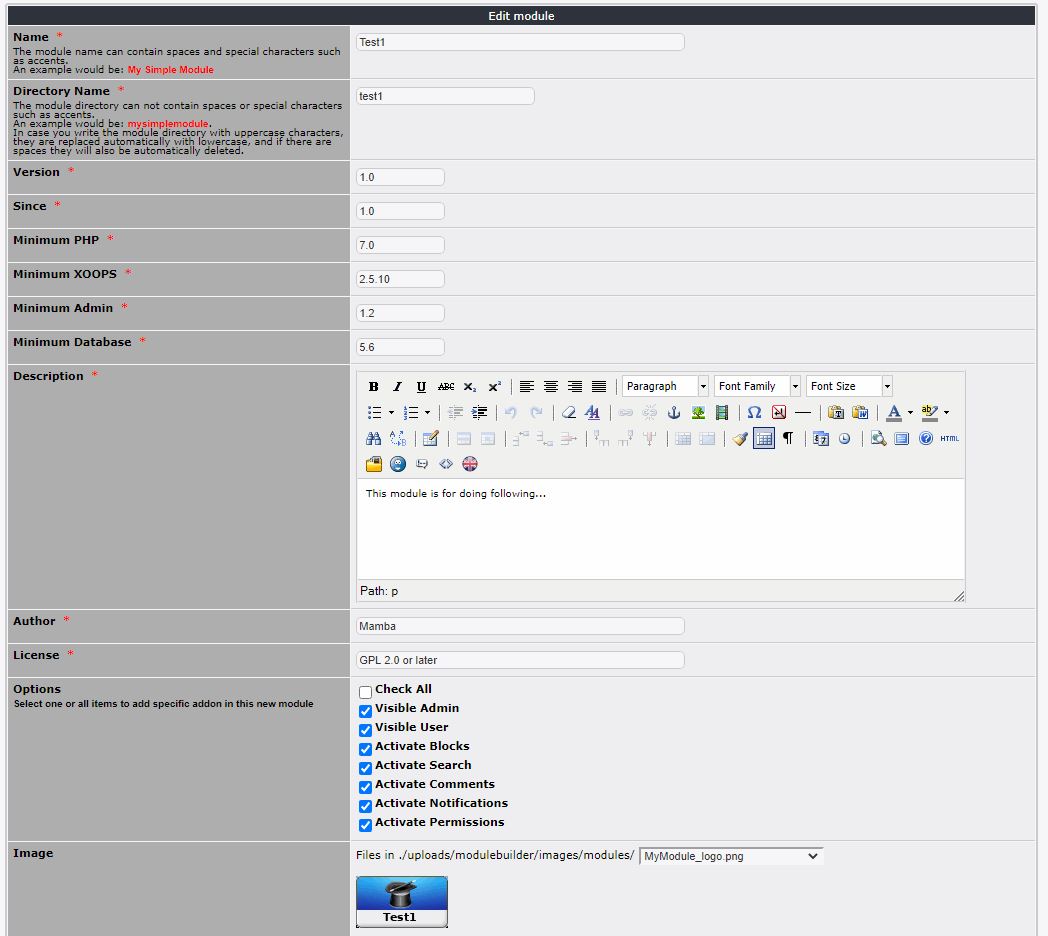 Edit module
Name *
The module name can contain spaces and special characters such
as accents.
An example would be: My Simple Module
Test1
Directory Name *
The module directory can not contain spaces or special characters
such as accents.
An example would be: mysimplemodule.
In case you write the module directory with uppercase characters,
they are replaced automatically with lowercase, and if there are
spaces they will also be automatically deleted.
test1
Version *
1.0
Since *
1.0
Minimum PHP *
7.0
Minimum XOOPS *
2.5.10
Minimum Admin *
1.2
Minimum Database *
5.6
Description *
B I U ABC x₂ x² Paragraph Font Family Font Size
Ω T W A ab
A B ¶ 7 HTML
This module is for doing following...
Path: p
Author *
Mamba
License *
GPL 2.0 or later
Options
Select one or all items to add specific addon in this new module
Check All
Visible Admin
Visible User
Activate Blocks
Activate Search
Activate Comments
Activate Notifications
Activate Permissions
Image
Files in ./uploads/modulebuilder/images/modules/ MyModule_logo.png
Test1